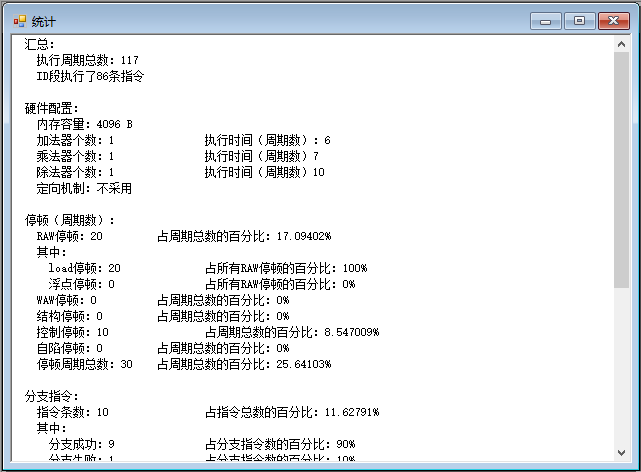 统计
汇总：
执行周期总数：117
ID段执行了86条指令
硬件配置：
内存容量：4096 B
加法器个数：1 执行时间（周期数）：6
乘法器个数：1 执行时间（周期数）7
除法器个数：1 执行时间（周期数）10
定向机制：不采用
停顿（周期数）：
RAW停顿：20 占周期总数的百分比：17.09402%
其中：
load停顿：20 占所有RAW停顿的百分比：100%
浮点停顿：0 占所有RAW停顿的百分比：0%
WAW停顿：0 占周期总数的百分比：0%
结构停顿：0 占周期总数的百分比：0%
控制停顿：10 占周期总数的百分比：8.547009%
自陷停顿：0 占周期总数的百分比：0%
停顿周期总数：30 占周期总数的百分比：25.64103%
分支指令：
指令条数：10 占指令总数的百分比：11.62791%
其中：
分支成功：9 占分支指令数的百分比：90%
分支失败：1 占分支指令数的百分比：10%